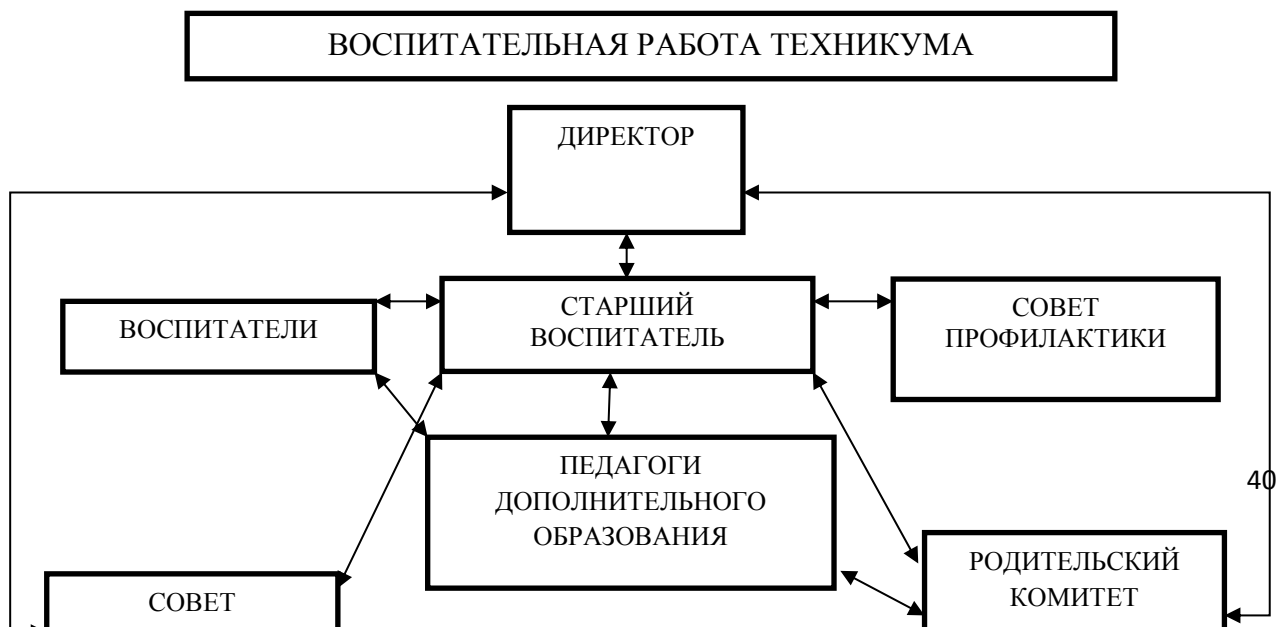 ВОСПИТАТЕЛЬНАЯ РАБОТА ТЕХНИКУМА
ДИРЕКТОР
ВОСПИТАТЕЛИ
СТАРШИЙ
ВОСПИТАТЕЛЬ
СОВЕТ
ПРОФИЛАКТИКИ
ПЕДАГОГИ
ДОПОЛНИТЕЛЬНОГО
ОБРАЗОВАНИЯ
40
РОДИТЕЛЬСКИЙ
КОМИТЕТ
СОВЕТ